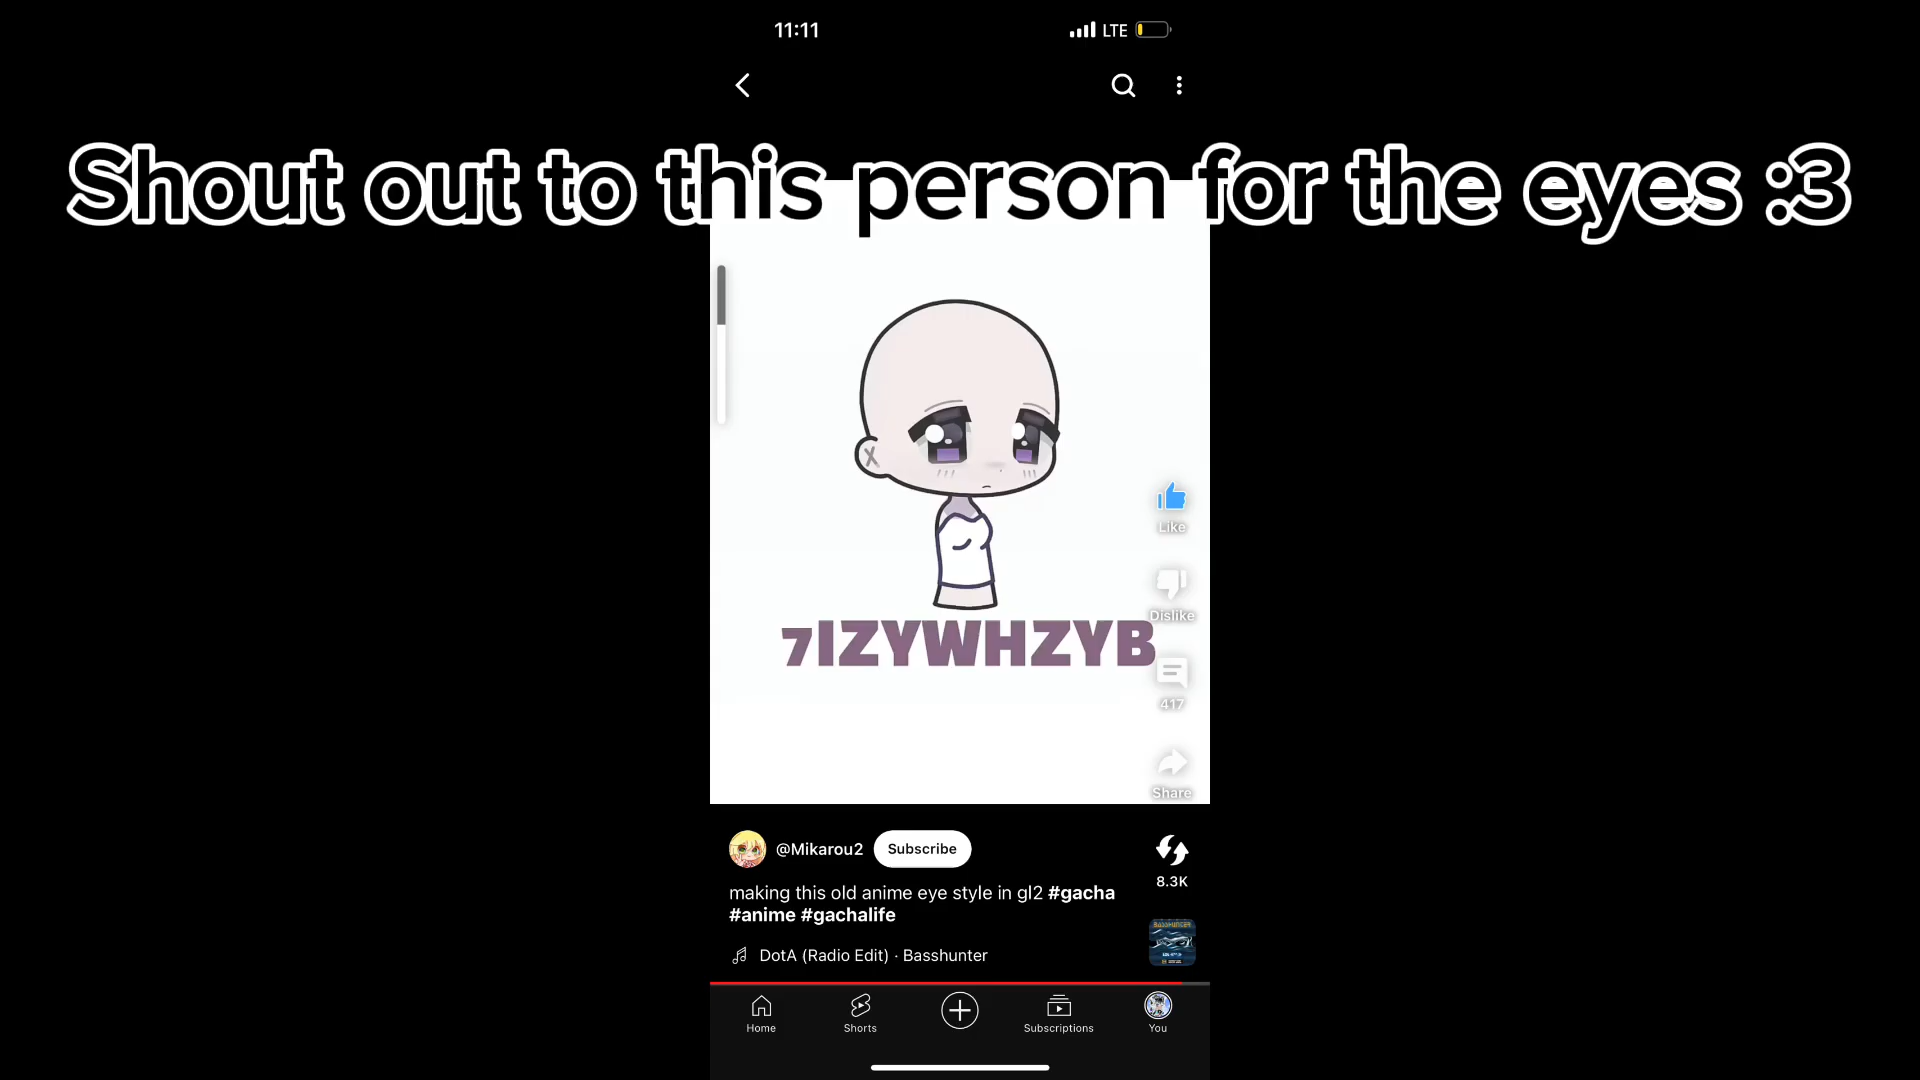 11:11
LTE
Shout out to this person for the eyes :3
X
7IZYWHZYB
Like
Dislike
417
Share
@Mikarou2
Subscribe
making this old anime eye style in gl2 #gacha
#anime #gachalife
8.3K
DotA (Radio Edit) · Basshunter
BASSHUNTER
Home
Shorts
Subscriptions
You